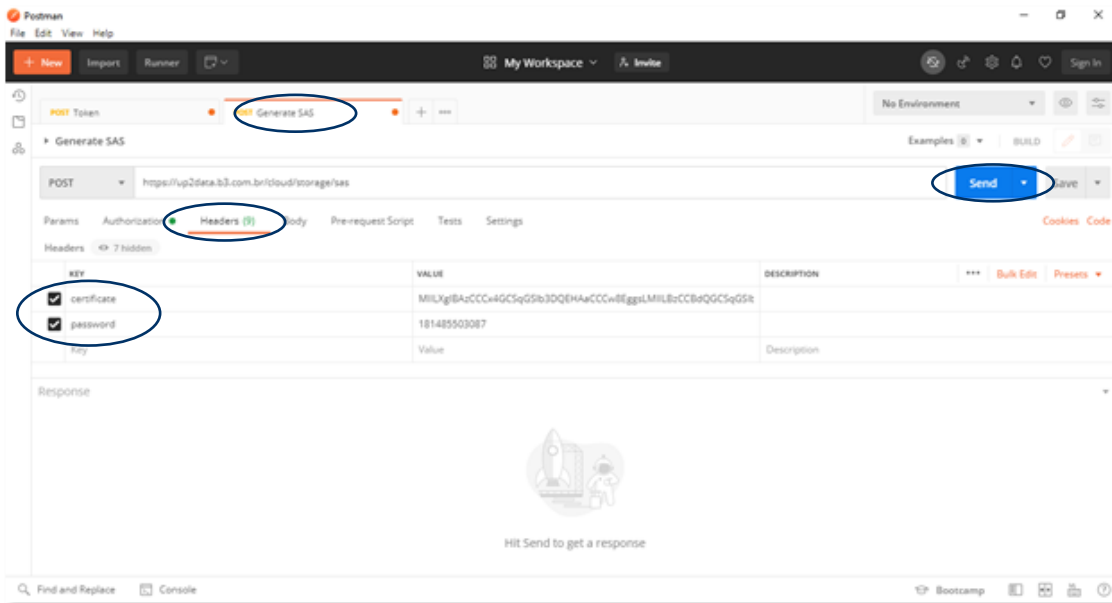 Postman
File Edit View Help
+ New Import Runner My Workspace Invite Sign In
POST Token POST Generate SAS + ••• No Environment
Generate SAS Examples 0 BUILD
POST https://up2data.b3.com.br/cloud/storage/sas Send Save
Params Authorization Headers (9) Body Pre-request Script Tests Settings Cookies Code
Headers 7 hidden
KEY VALUE DESCRIPTION ••• Bulk Edit Presets
certificate
password 181485503087
Key Value Description
Response
Hit Send to get a response
Find and Replace Console Bootcamp